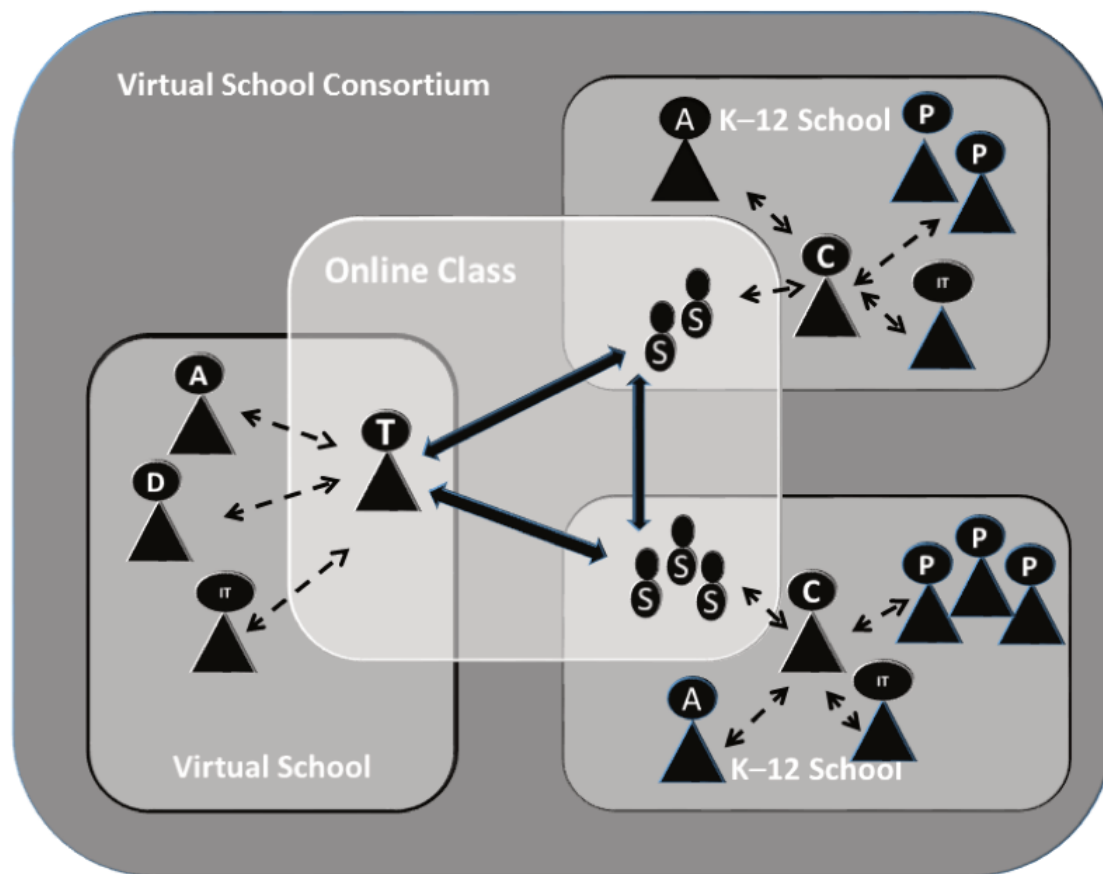 Virtual School Consortium
A
K–12 School
P
P
C
IT
Online Class
S
S
A
T
D
IT
Virtual School
S
S
S
C
P
P
P
A
IT
K–12 School